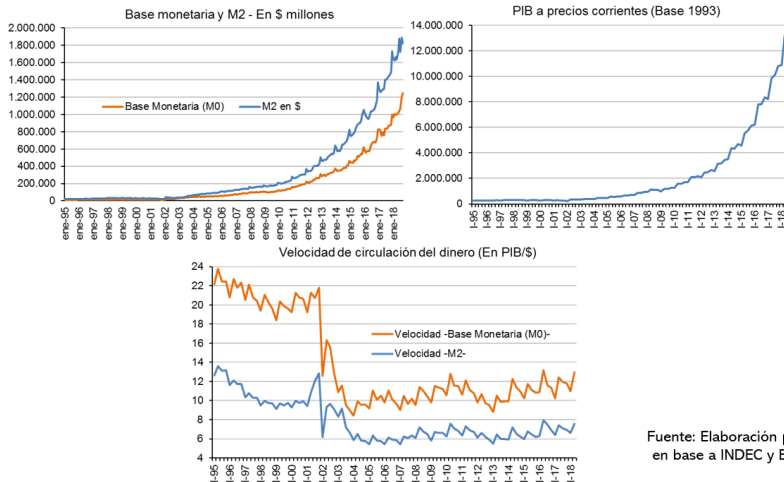 Base monetaria y M2 - En $ millones
2.000.000
1.800.000
1.600.000
1.400.000
1.200.000
1.000.000
800.000
600.000
400.000
200.000
0
Base Monetaria (M0)
M2 en $
ene-95
ene-96
ene-97
ene-98
ene-99
ene-00
ene-01
ene-02
ene-03
ene-04
ene-05
ene-06
ene-07
ene-08
ene-09
ene-10
ene-11
ene-12
ene-13
ene-14
ene-15
ene-16
ene-17
ene-18
PIB a precios corrientes (Base 1993)
14.000.000
12.000.000
10.000.000
8.000.000
6.000.000
4.000.000
2.000.000
0
I-95
I-96
I-97
I-98
I-99
I-00
I-01
I-02
I-03
I-04
I-05
I-06
I-07
I-08
I-09
I-10
I-11
I-12
I-13
I-14
I-15
I-16
I-17
I-18
Velocidad de circulación del dinero (En PIB/$)
24
22
20
18
16
14
12
10
8
6
4
Velocidad -Base Monetaria (M0)-
Velocidad -M2-
I-95
I-96
I-97
I-98
I-99
I-00
I-01
I-02
I-03
I-04
I-05
I-06
I-07
I-08
I-09
I-10
I-11
I-12
I-13
I-14
I-15
I-16
I-17
I-18
Fuente: Elaboración p
en base a INDEC y